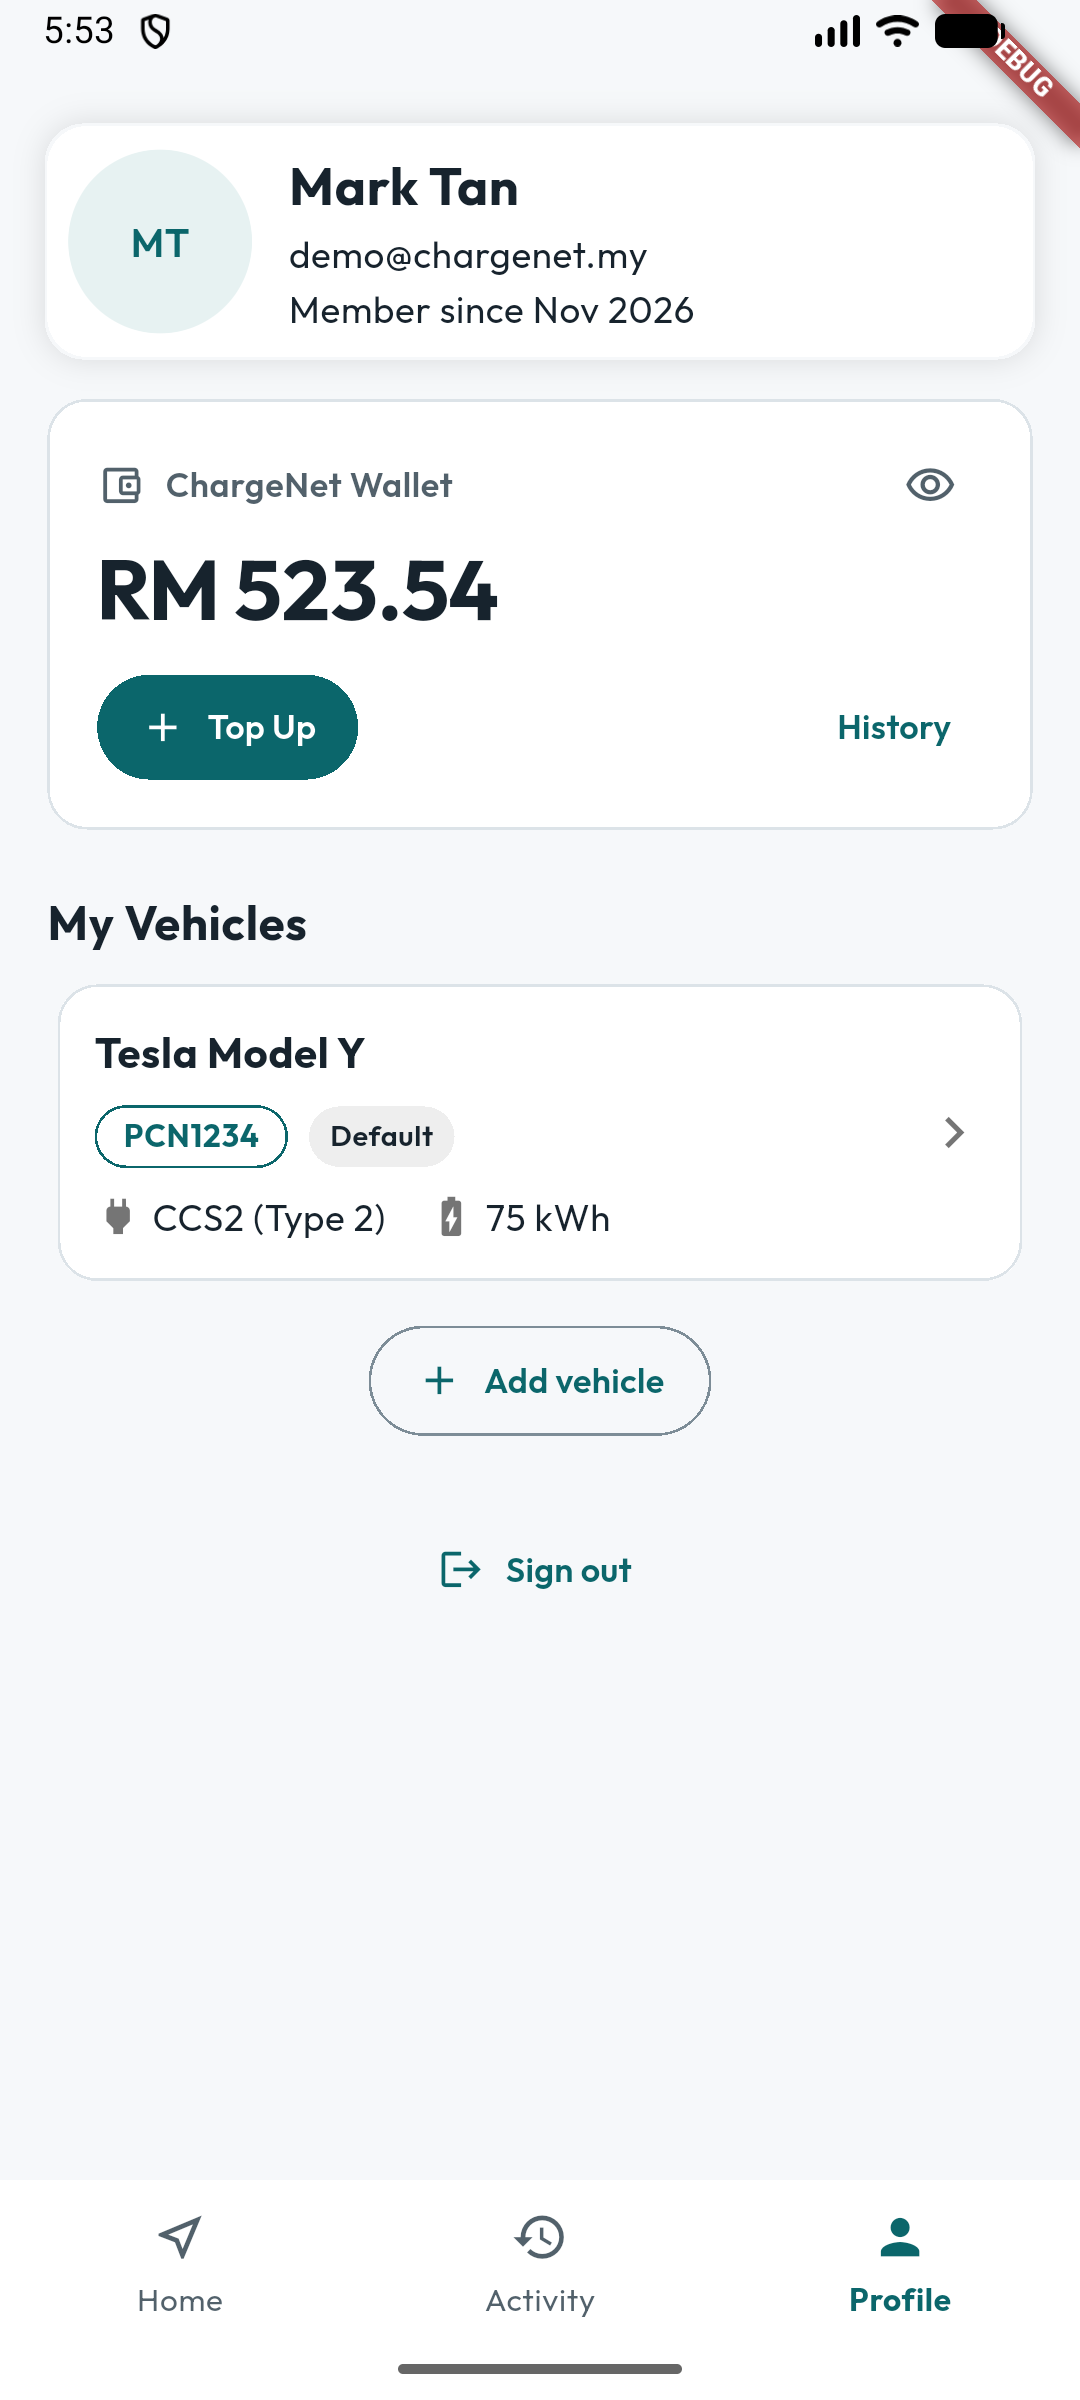 5:53
DEBUG
MT
Mark Tan
demo@chargenet.my
Member since Nov 2026
ChargeNet Wallet
RM 523.54
Top Up
History
My Vehicles
Tesla Model Y
PCN1234 Default
CCS2 (Type 2) 75 kWh
Add vehicle
Sign out
Home Activity Profile